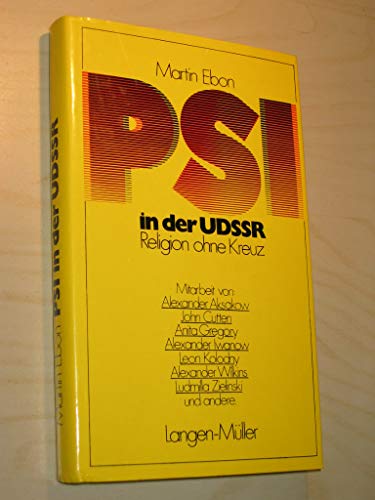 Martin Ebon
PSI
in der UDSSR
Religion ohne Kreuz
Mitarbeit von:
Alexander Aksakow
John Cutten
Anita Gregory
Alexander Iwanow
Leon Kolodny
Alexander Wilkins
Ludmilla Zielinski
und andere.
Langen-Müller
Martin Ebon PSI in der UDSSR